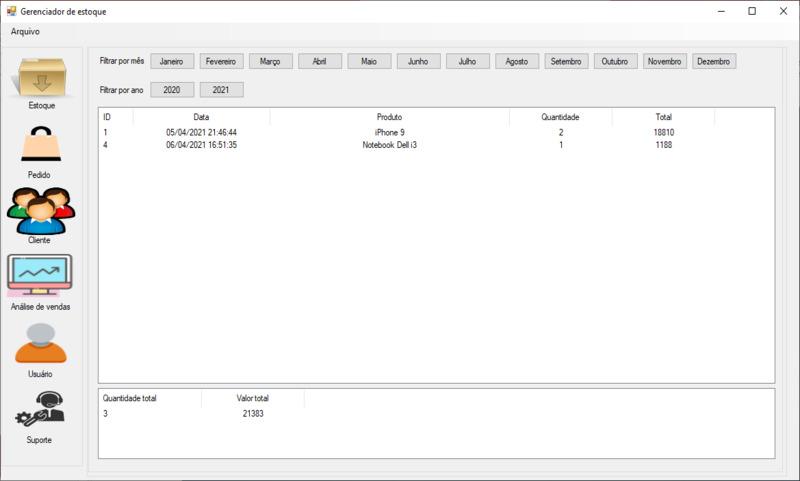 Gerenciador de estoque
Arquivo
Estoque
Pedido
Cliente
Análise de vendas
Usuário
Suporte
Filtrar por mês Janeiro Fevereiro Março Abril Maio Junho Julho Agosto Setembro Outubro Novembro Dezembro
Filtrar por ano 2020 2021
ID Data Produto Quantidade Total
1 05/04/2021 21:46:44 iPhone 9 2 18810
4 06/04/2021 16:51:35 Notebook Dell i3 1 1188
Quantidade total Valor total
3 21383